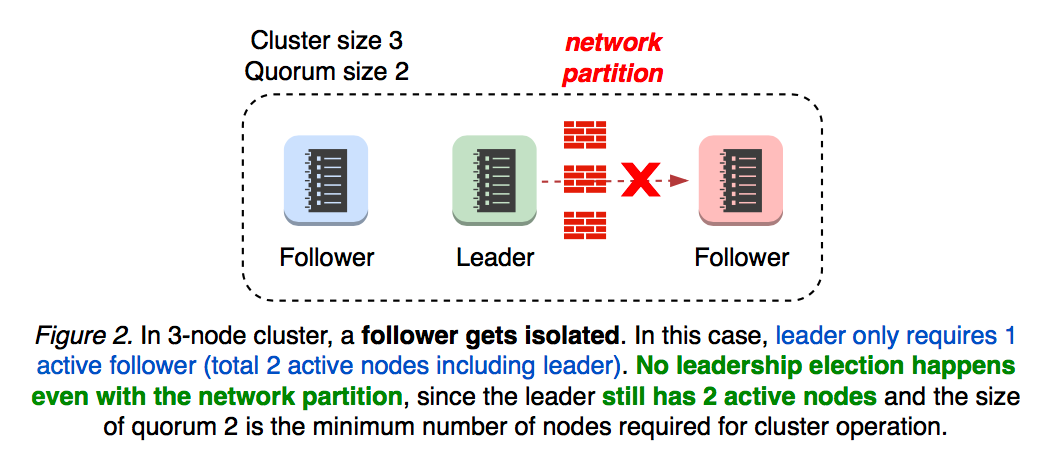 Cluster size 3
Quorum size 2
network
partition
Follower
Leader
Follower
Figure 2. In 3-node cluster, a follower gets isolated. In this case, leader only requires 1
active follower (total 2 active nodes including leader). No leadership election happens
even with the network partition, since the leader still has 2 active nodes and the size
of quorum 2 is the minimum number of nodes required for cluster operation.